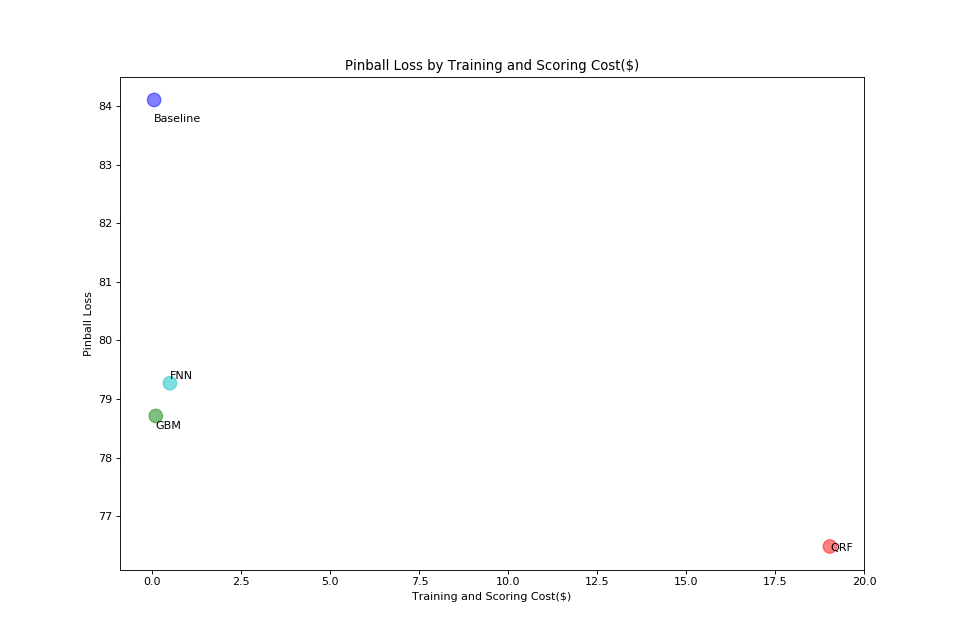 Pinball Loss by Training and Scoring Cost($)
84
Baseline
83
82
81
80
Pinball Loss
FNN
79
GBM
78
77
QRF
0.0 2.5 5.0 7.5 10.0 12.5 15.0 17.5 20.0
Training and Scoring Cost($)